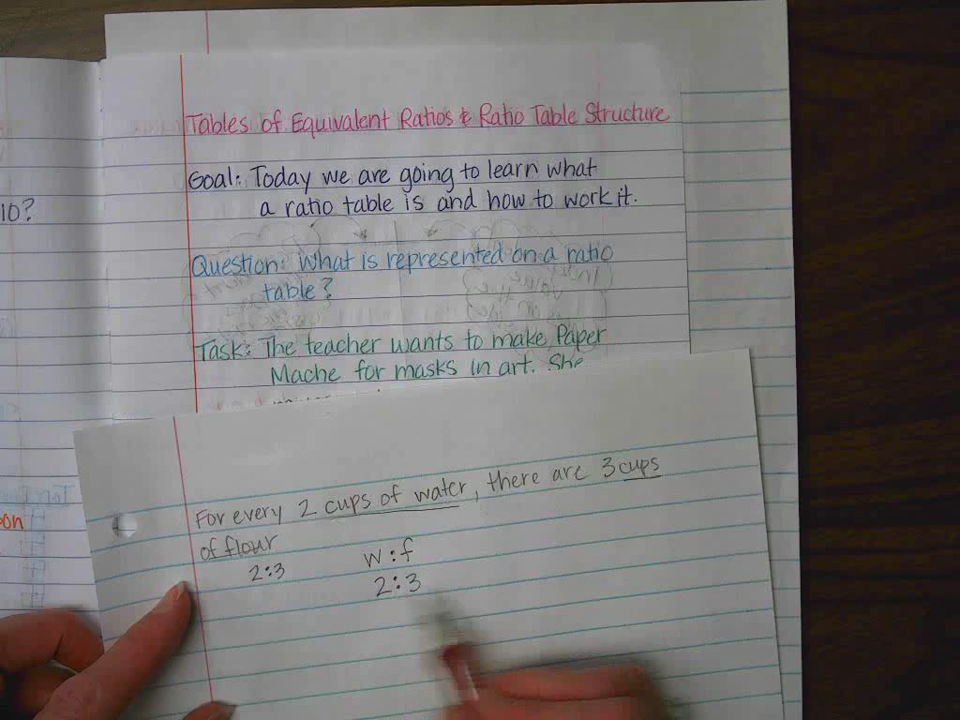 10?
Tables of Equivalent Ratios & Ratio Table Structure
Goal: Today we are going to learn what
a ratio table is and how to work it.
Question: What is represented on a ratio
table?
Task: The teacher wants to make Paper
Mache for masks in art. She
For every 2 cups of water, there are 3 cups
of flour
2:3
w:f
2:3